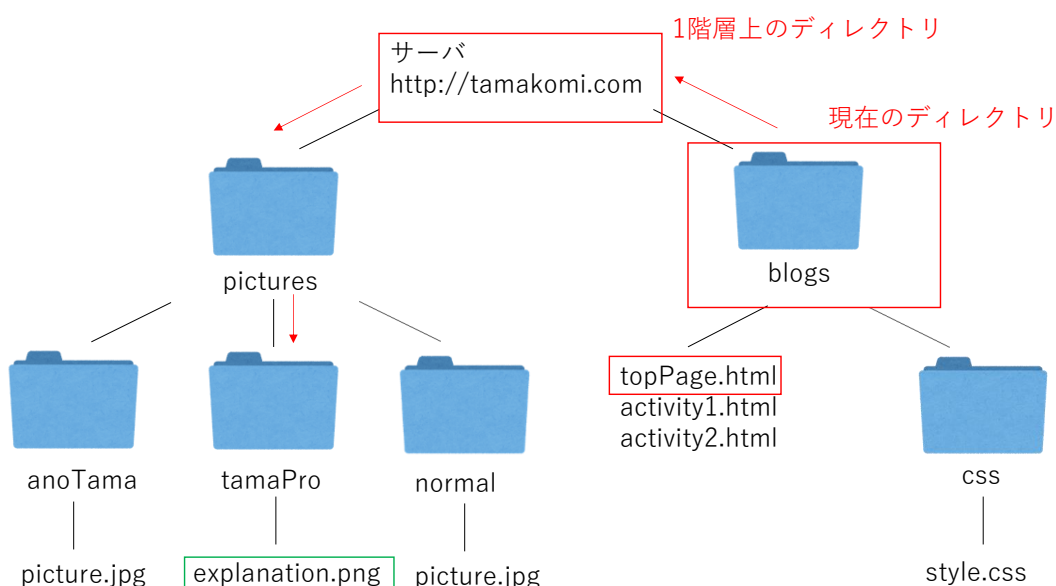 1階層上のディレクトリ
サーバ
http://tamakomi.com
現在のディレクトリ
pictures
blogs
topPage.html
activity1.html
activity2.html
anoTama
tamaPro
normal
css
picture.jpg
explanation.png
picture.jpg
style.css